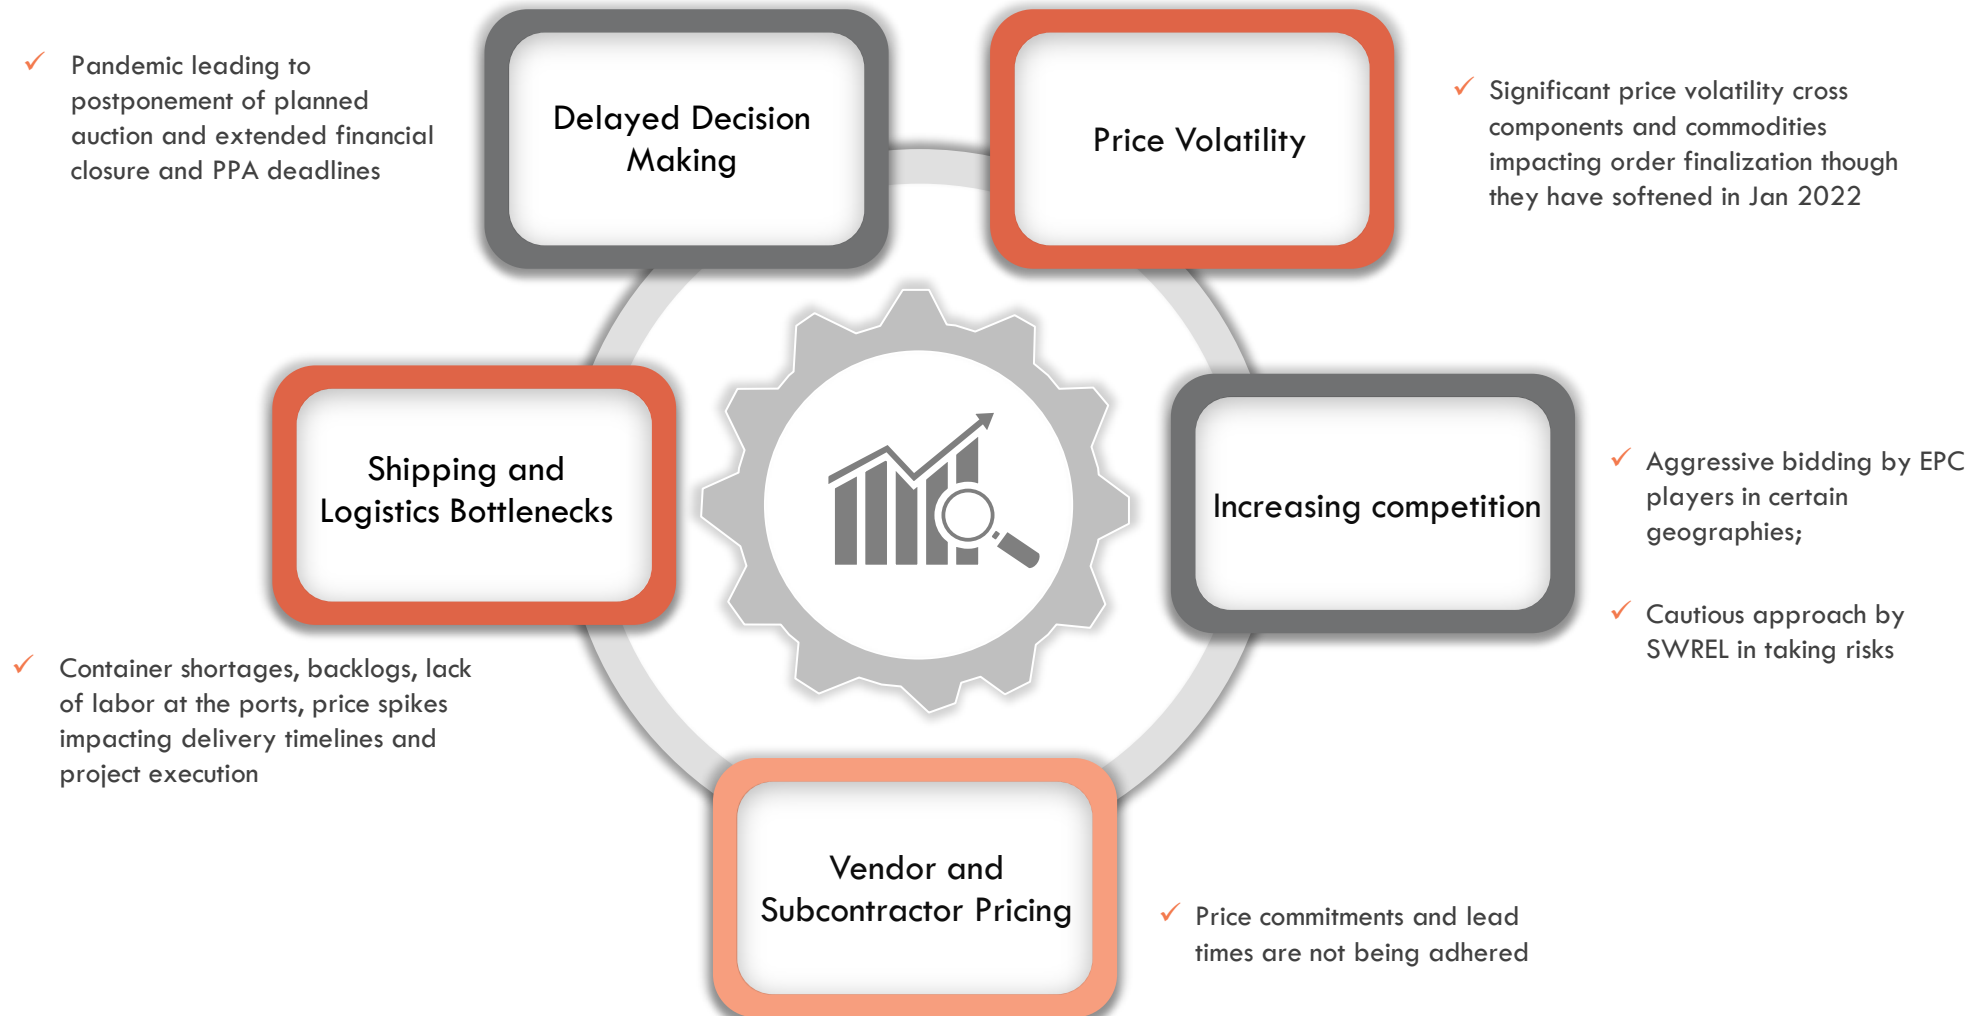 Pandemic leading to
postponement of planned
auction and extended financial
closure and PPA deadlines
Delayed Decision
Making
Price Volatility
Significant price volatility cross
components and commodities
impacting order finalization though
they have softened in Jan 2022
Shipping and
Logistics Bottlenecks
Container shortages, backlogs, lack
of labor at the ports, price spikes
impacting delivery timelines and
project execution
Increasing competition
Aggressive bidding by EPC
players in certain
geographies;
Cautious approach by
SWREL in taking risks
Vendor and
Subcontractor Pricing
Price commitments and lead
times are not being adhered